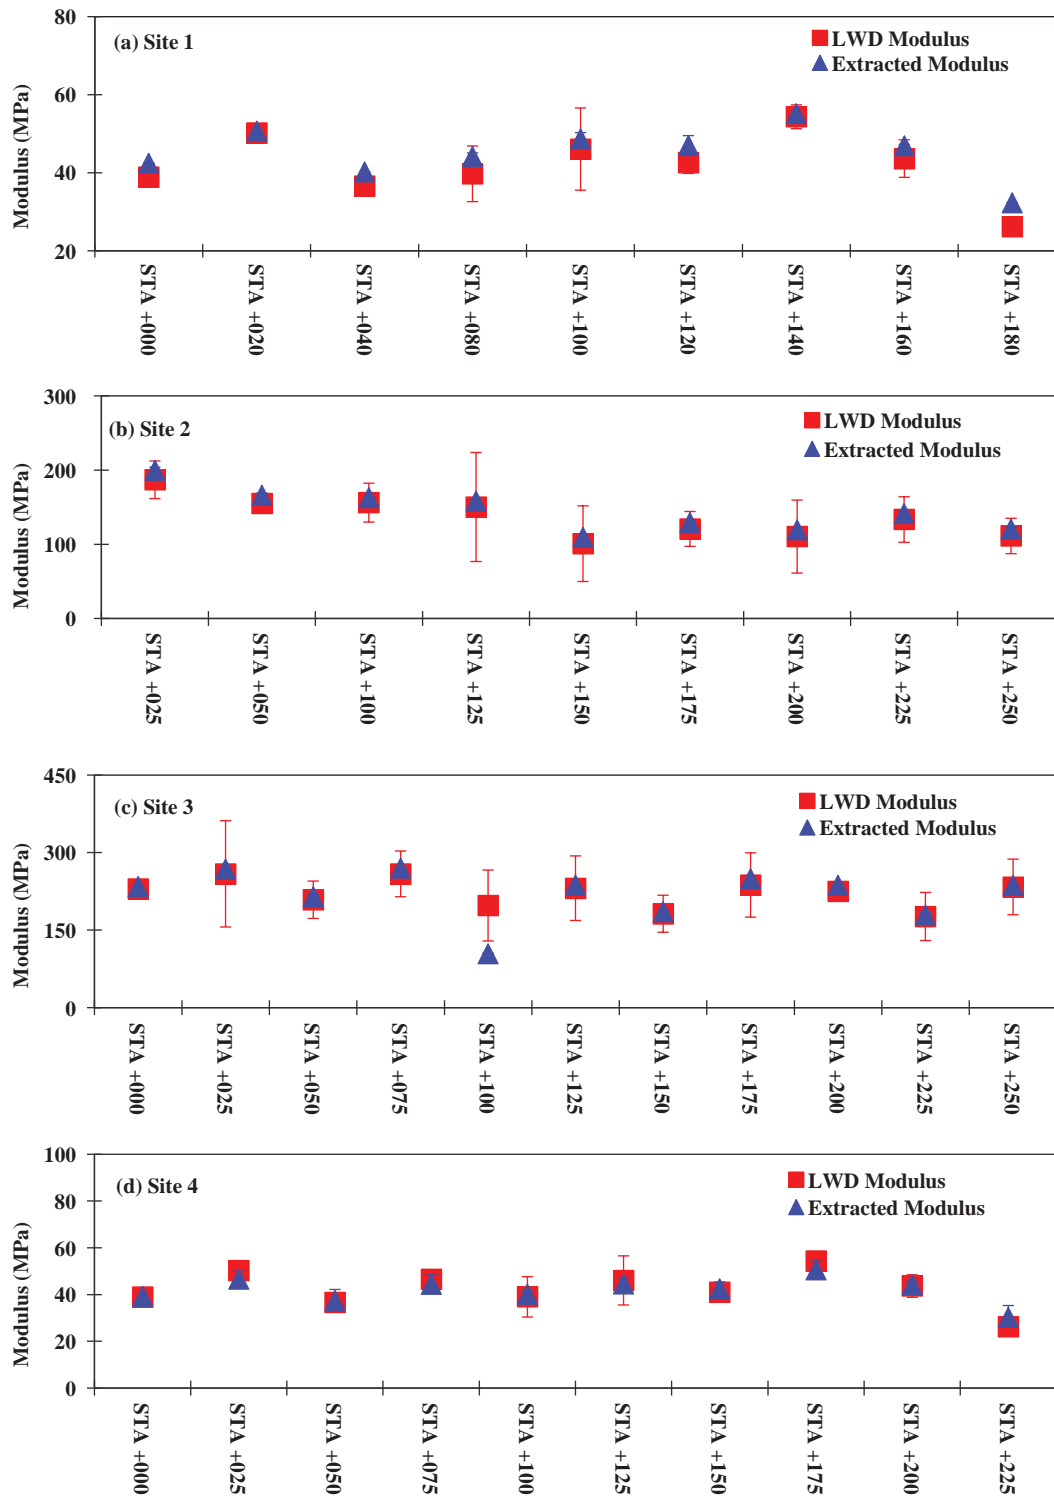 80
(a) Site 1
LWD Modulus
Extracted Modulus
60
40
20
Modulus (MPa)
STA +000
STA +020
STA +040
STA +080
STA +100
STA +120
STA +140
STA +160
STA +180
300
(b) Site 2
LWD Modulus
Extracted Modulus
200
100
0
Modulus (MPa)
STA +025
STA +050
STA +100
STA +125
STA +150
STA +175
STA +200
STA +225
STA +250
450
(c) Site 3
LWD Modulus
Extracted Modulus
300
150
0
Modulus (MPa)
STA +000
STA +025
STA +050
STA +075
STA +100
STA +125
STA +150
STA +175
STA +200
STA +225
STA +250
100
(d) Site 4
LWD Modulus
Extracted Modulus
80
60
40
20
0
Modulus (MPa)
STA +000
STA +025
STA +050
STA +075
STA +100
STA +125
STA +150
STA +175
STA +200
STA +225